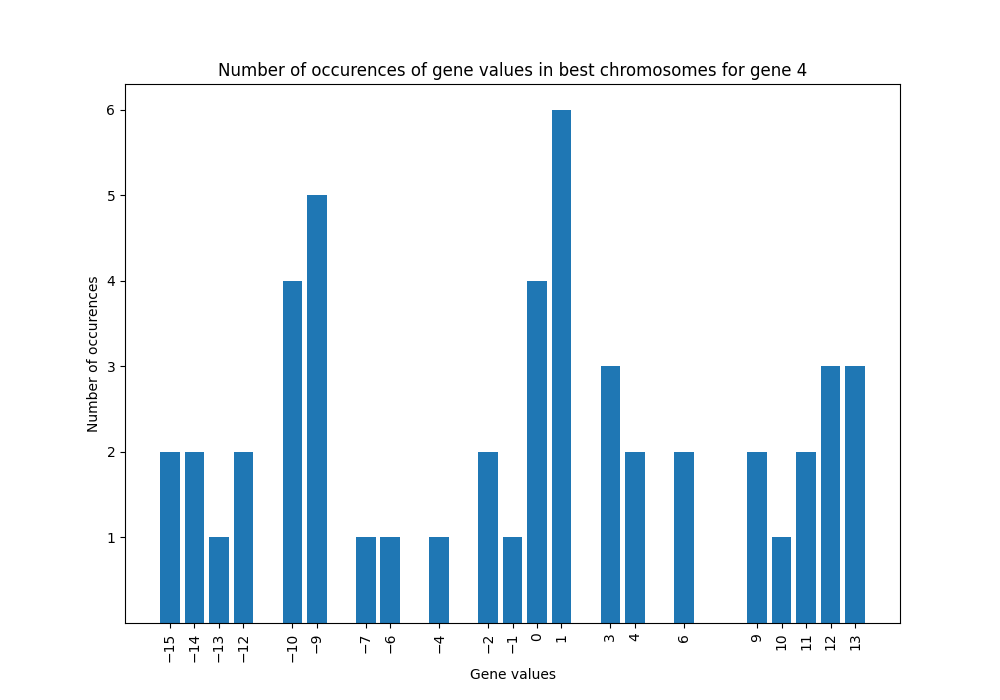 Number of occurences of gene values in best chromosomes for gene 4
6
5
4
3
2
1
Number of occurences
−15 −14 −13 −12 −10 −9 −7 −6 −4 −2 −1 0 1 3 4 6 9 10 11 12 13
Gene values